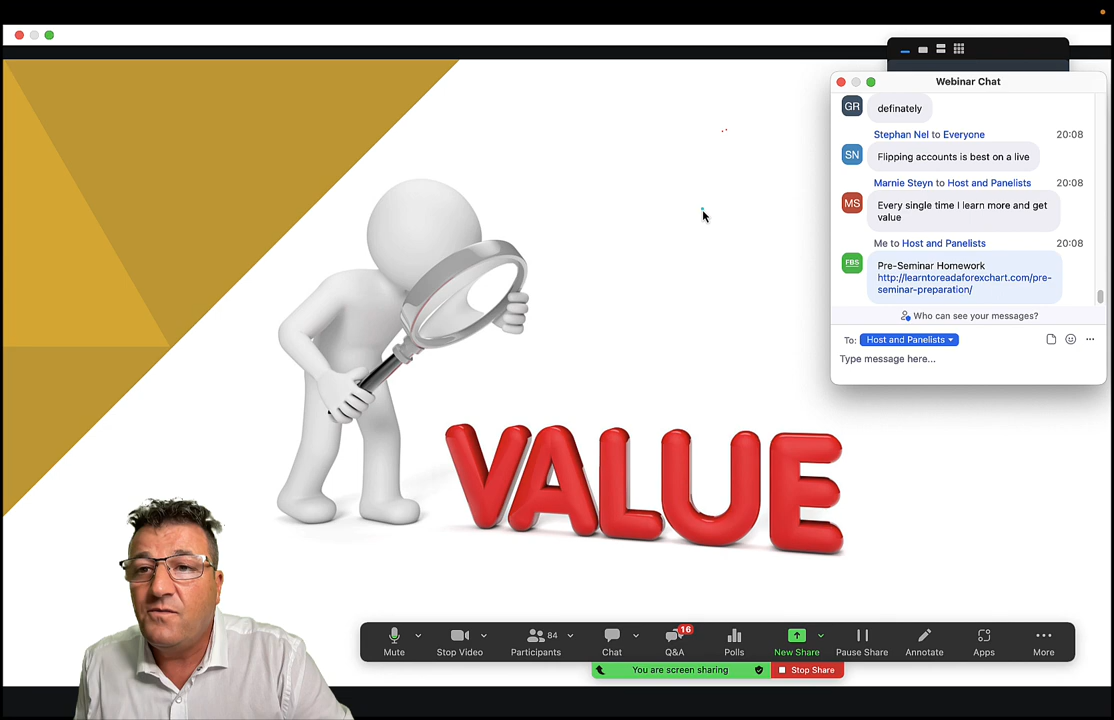 Webinar Chat
GR
definately
Stephan Nel to Everyone 20:08
SN
Flipping accounts is best on a live
Marnie Steyn to Host and Panelists 20:08
MS
Every single time I learn more and get
value
Me to Host and Panelists 20:08
FBS
Pre-Seminar Homework
http://learntoreadaforexchart.com/pre-
seminar-preparation/
Who can see your messages?
To: Host and Panelists
Type message here...
VALUE
84
16
Mute Stop Video Participants Chat Q&A Polls New Share Pause Share Annotate Apps More
You are screen sharing Stop Share